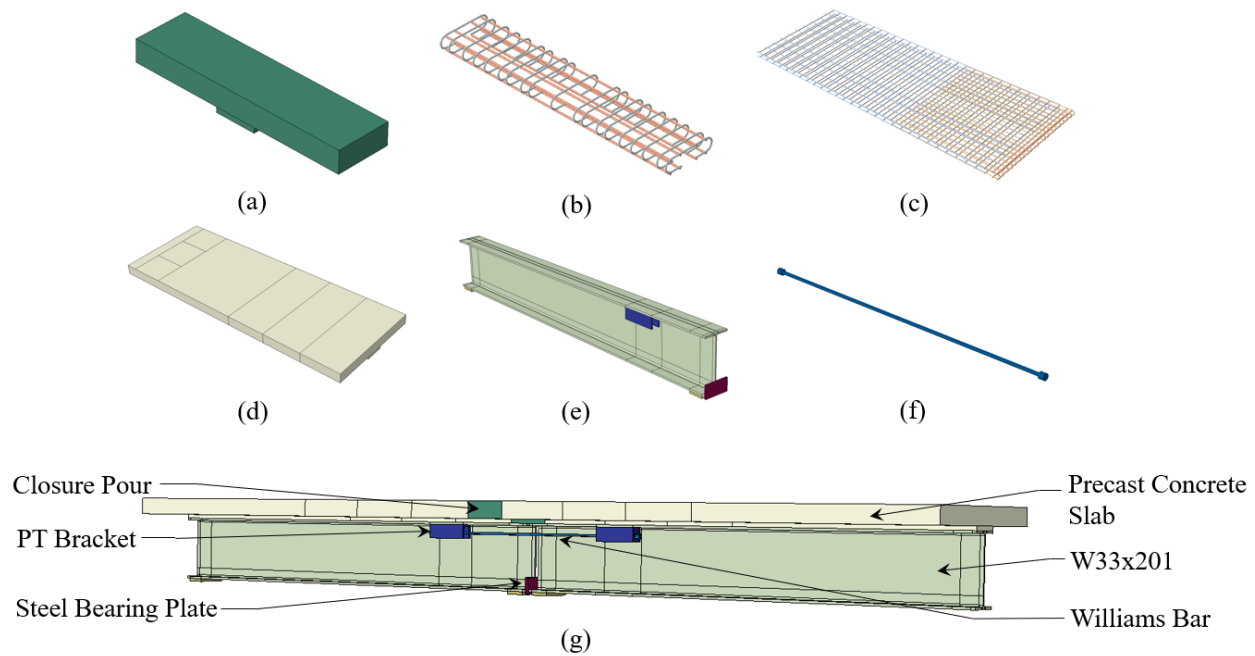 (a)
(b)
(c)
(d)
(e)
(f)
Closure Pour
PT Bracket
Steel Bearing Plate
Precast Concrete
Slab
W33x201
Williams Bar
(g)